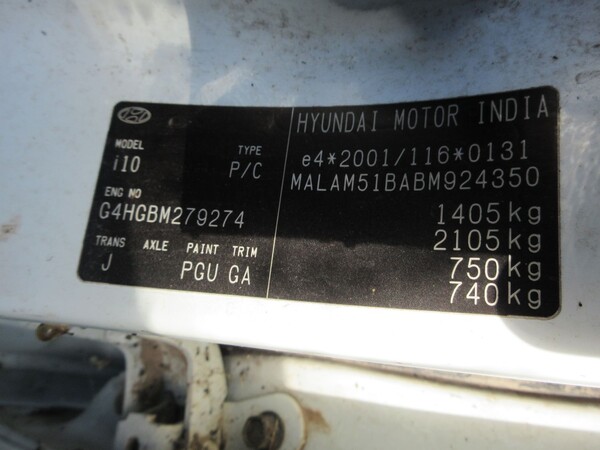 HYUNDAI MOTOR INDIA
MODEL TYPE
i10 P/C
ENG NO
G4HGBM279274
TRANS AXLE PAINT TRIM
J PGU GA
e4*2001/116*0131
MALAM51BABM924350
1405kg
2105kg
750kg
740kg